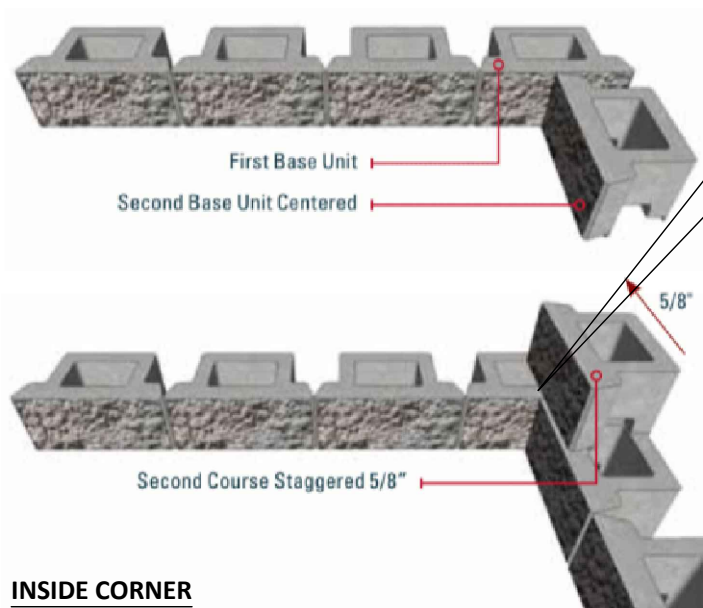 First Base Unit
Second Base Unit Centered
5/8"
Second Course Staggered 5/8"
INSIDE CORNER